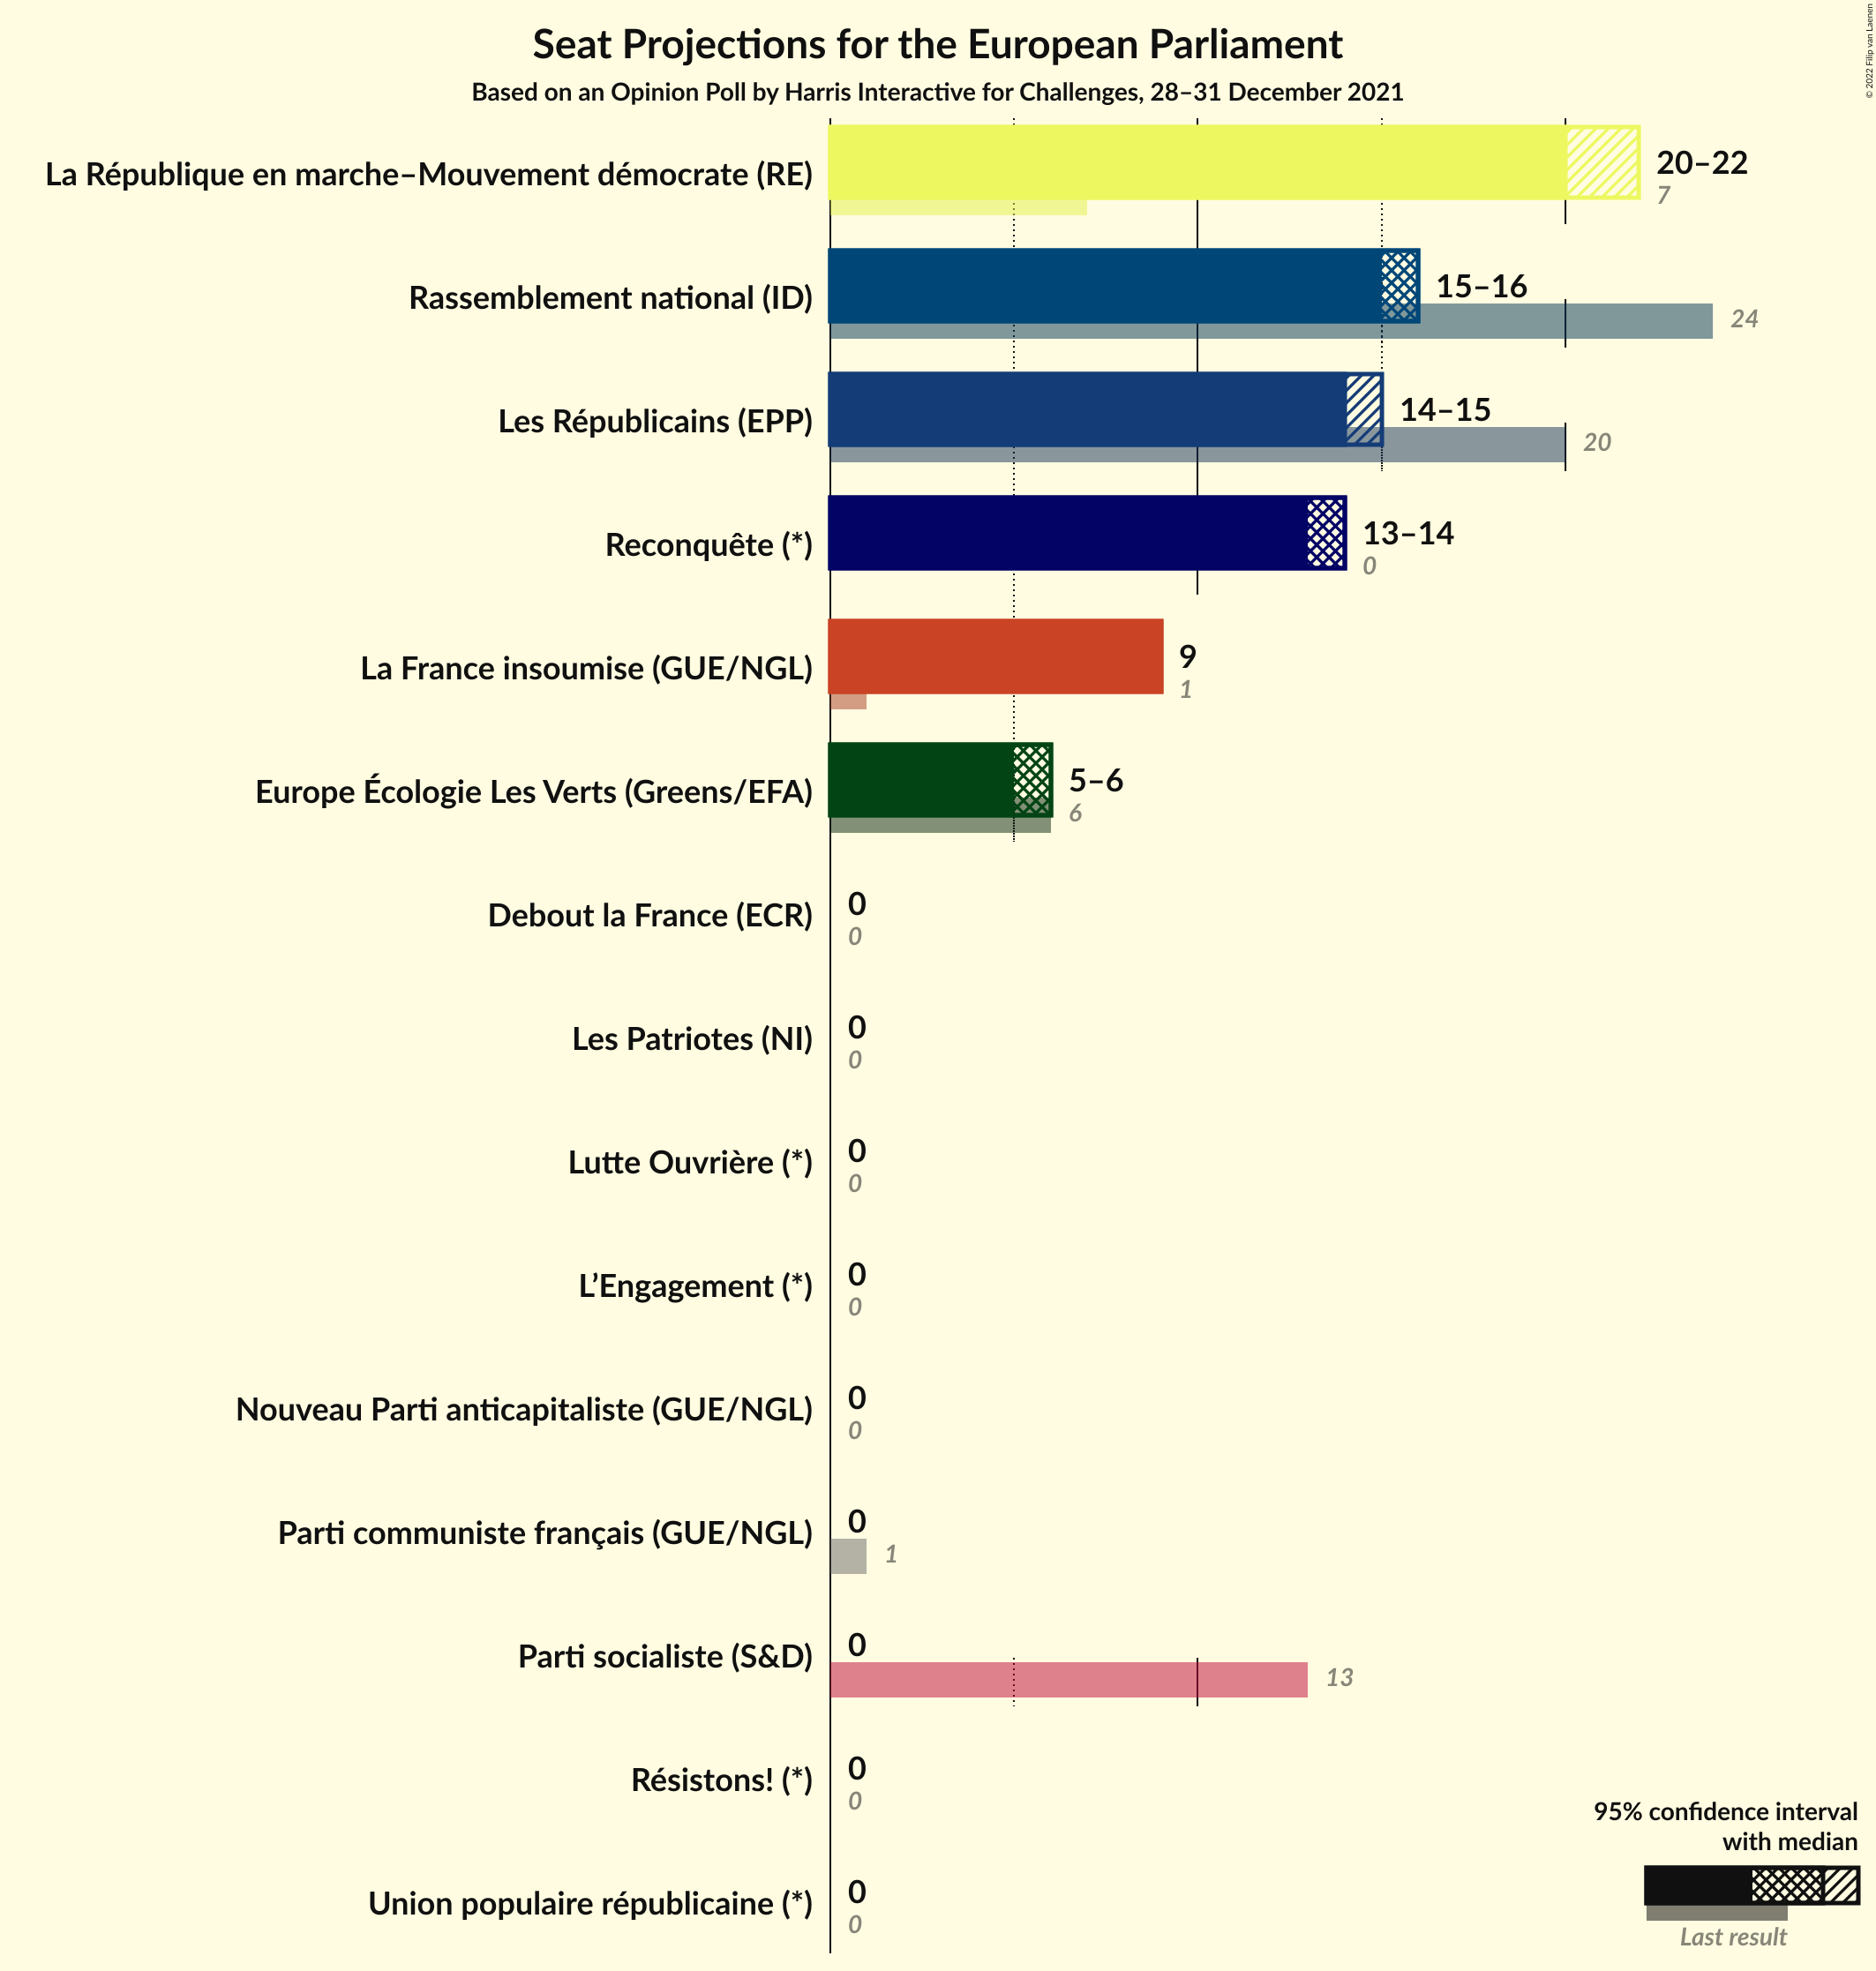 Seat Projections for the European Parliament
Based on an Opinion Poll by Harris Interactive for Challenges, 28–31 December 2021
© 2022 Filip van Laenen
La République en marche–Mouvement démocrate (RE)
20–22
7
Rassemblement national (ID)
15–16
24
Les Républicains (EPP)
14–15
20
Reconquête (*)
13–14
0
La France insoumise (GUE/NGL)
9
1
Europe Écologie Les Verts (Greens/EFA)
5–6
6
Debout la France (ECR)
0
0
Les Patriotes (NI)
0
0
Lutte Ouvrière (*)
0
0
L’Engagement (*)
0
0
Nouveau Parti anticapitaliste (GUE/NGL)
0
0
Parti communiste français (GUE/NGL)
0
1
Parti socialiste (S&D)
0
13
Résistons! (*)
0
0
Union populaire républicaine (*)
0
0
95% confidence interval
with median
Last result